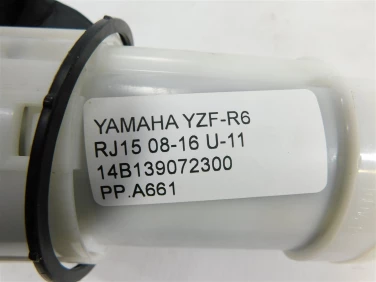 YAMAHA YZF-R6
RJ15 08-16 U-11
14B139072300
PP.A661